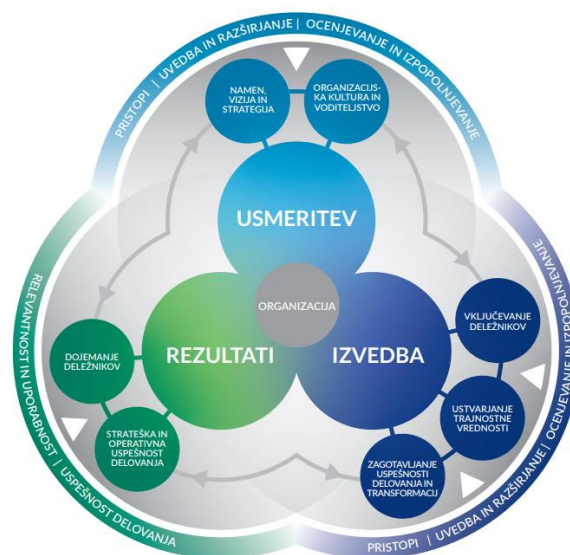 PRISTOPI | UVEDBA IN RAZŠIRJANJE | OCENJEVANJE IN IZPOPOLNJEVANJE
NAMEN,
VIZIJA IN
STRATEGIJA
ORGANIZACIJS-
KA KULTURA IN
VODITELJSTVO
USMERITEV
ORGANIZACIJA
REZULTATI
IZVEDBA
DOJEMANJE
DELEŽNIKOV
STRATEŠKA IN
OPERATIVNA
USPEŠNOST
DELOVANJA
VKLJUČEVANJE
DELEŽNIKOV
USTVARJANJE
TRAJNOSTNE
VREDNOSTI
ZAGOTAVLJANJE
USPEŠNOSTI
DELOVANJA IN
TRANSFORMACIJ
RELEVANTNOST IN UPORABNOST | USPEŠNOST DELOVANJA
PRISTOPI | UVEDBA IN RAZŠIRJANJE | OCENJEVANJE IN IZPOPOLNJEVANJE